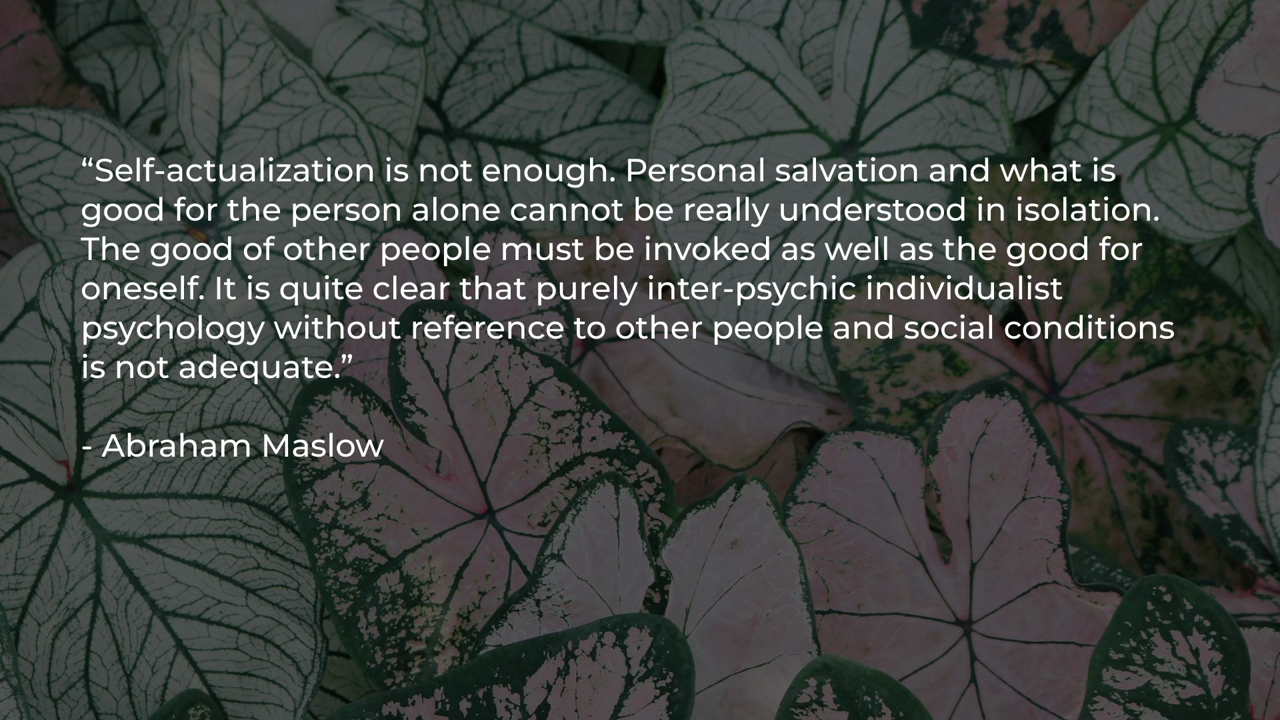 “Self-actualization is not enough. Personal salvation and what is
good for the person alone cannot be really understood in isolation.
The good of other people must be invoked as well as the good for
oneself. It is quite clear that purely inter-psychic individualist
psychology without reference to other people and social conditions
is not adequate.”
- Abraham Maslow